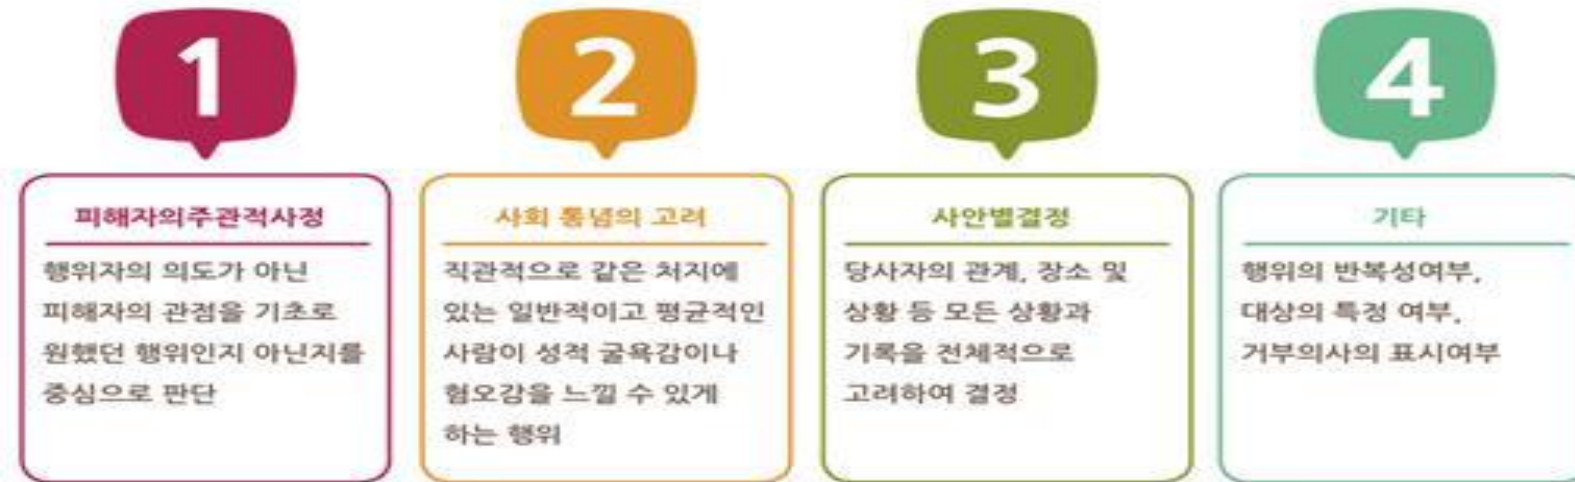 1
피해자의주관적사정
행위자의 의도가 아닌
피해자의 관점을 기초로
원했던 행위인지 아닌지를
중심으로 판단
2
사회 통념의 고려
직관적으로 같은 처지에
있는 일반적이고 평균적인
사람이 성적 굴욕감이나
혐오감을 느낄 수 있게
하는 행위
3
사안별결정
당사자의 관계, 장소 및
상황 등 모든 상황과
기록을 전체적으로
고려하여 결정
4
기타
행위의 반복성여부,
대상의 특정 여부,
거부의사의 표시여부